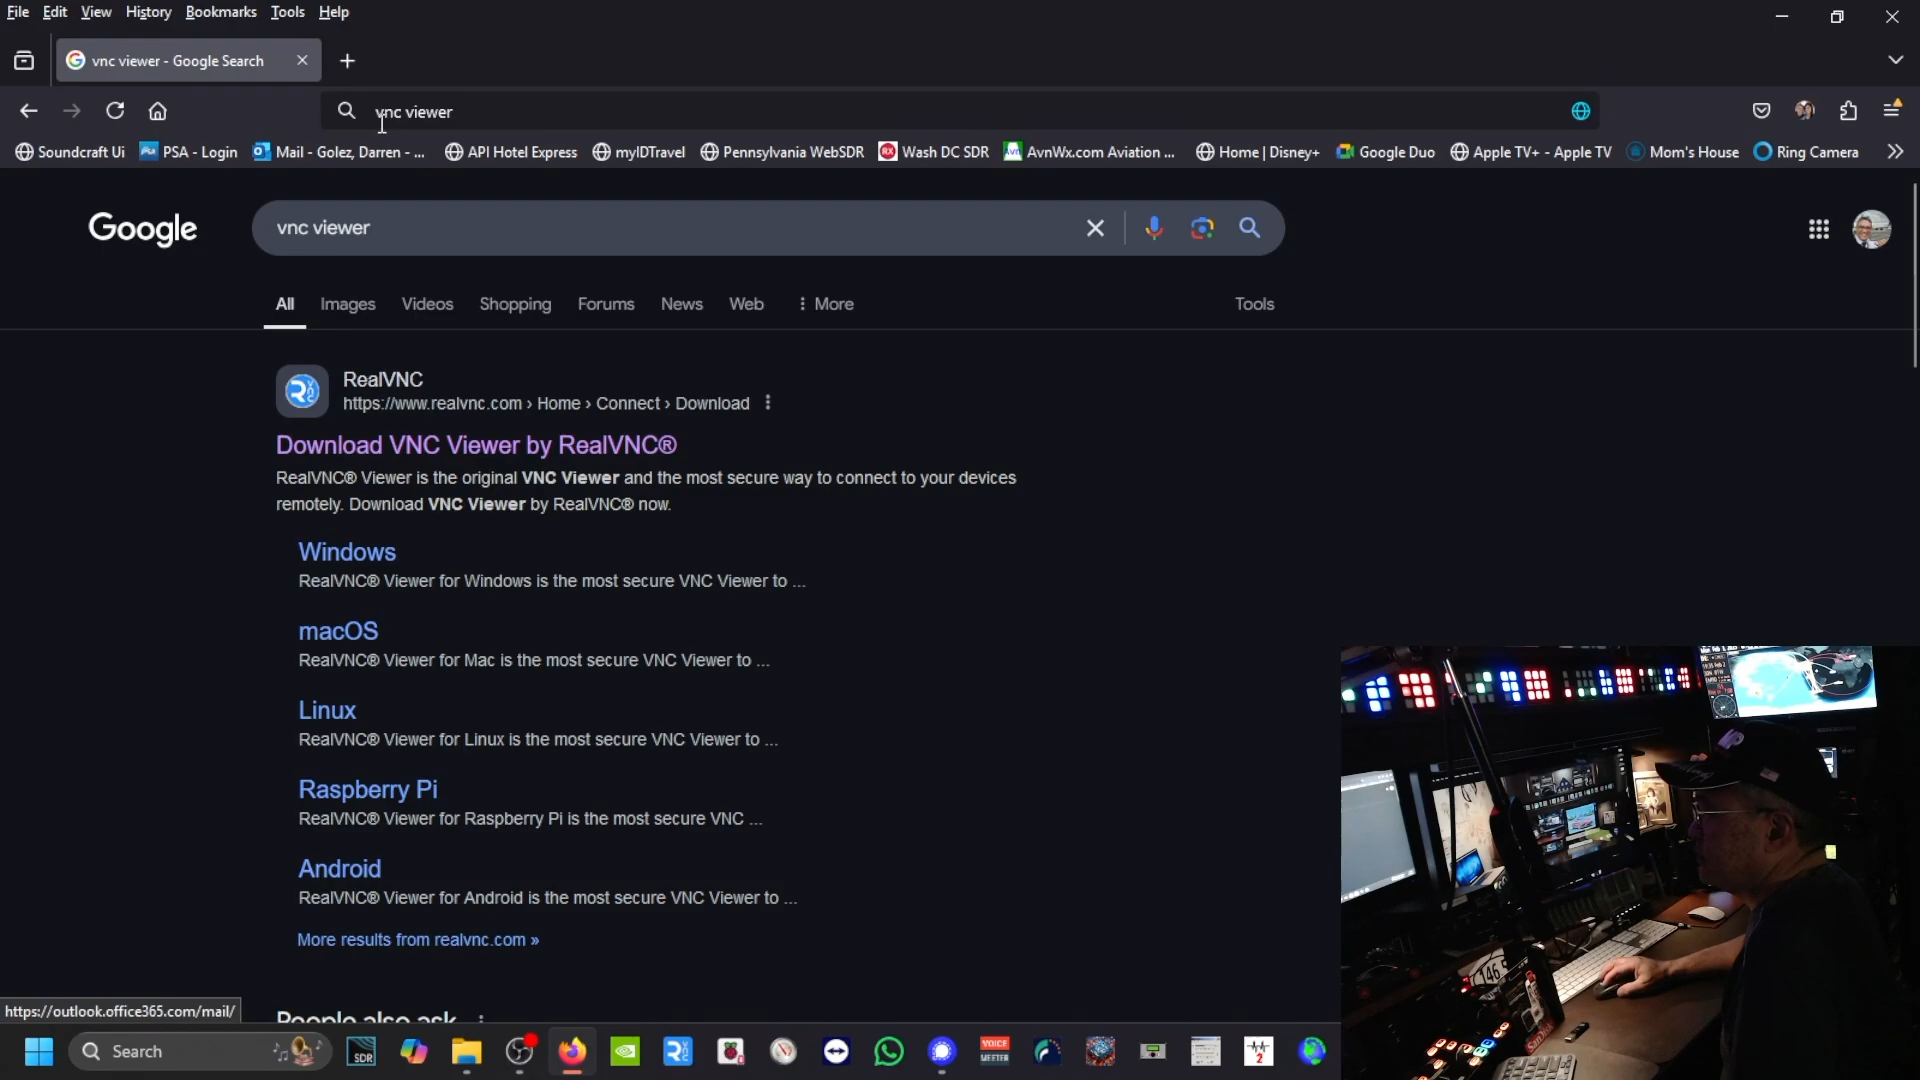 File Edit View History Bookmarks Tools Help
vnc viewer - Google Search
vnc viewer
Soundcraft Ui PSA - Login Mail - Golez, Darren - ... API Hotel Express myIDTravel Pennsylvania WebSDR Wash DC SDR AvnWx.com Aviation ... Home | Disney+ Google Duo Apple TV+ - Apple TV Mom's House Ring Camera
Google vnc viewer
All Images Videos Shopping Forums News Web More Tools
RealVNC
https://www.realvnc.com › Home › Connect › Download
Download VNC Viewer by RealVNC®
RealVNC® Viewer is the original VNC Viewer and the most secure way to connect to your devices
remotely. Download VNC Viewer by RealVNC® now.
Windows
RealVNC® Viewer for Windows is the most secure VNC Viewer to ...
macOS
RealVNC® Viewer for Mac is the most secure VNC Viewer to ...
Linux
RealVNC® Viewer for Linux is the most secure VNC Viewer to ...
Raspberry Pi
RealVNC® Viewer for Raspberry Pi is the most secure VNC ...
Android
RealVNC® Viewer for Android is the most secure VNC Viewer to ...
More results from realvnc.com »
https://outlook.office365.com/mail/
People also ask
Search
SDR
VOICE
MEETER